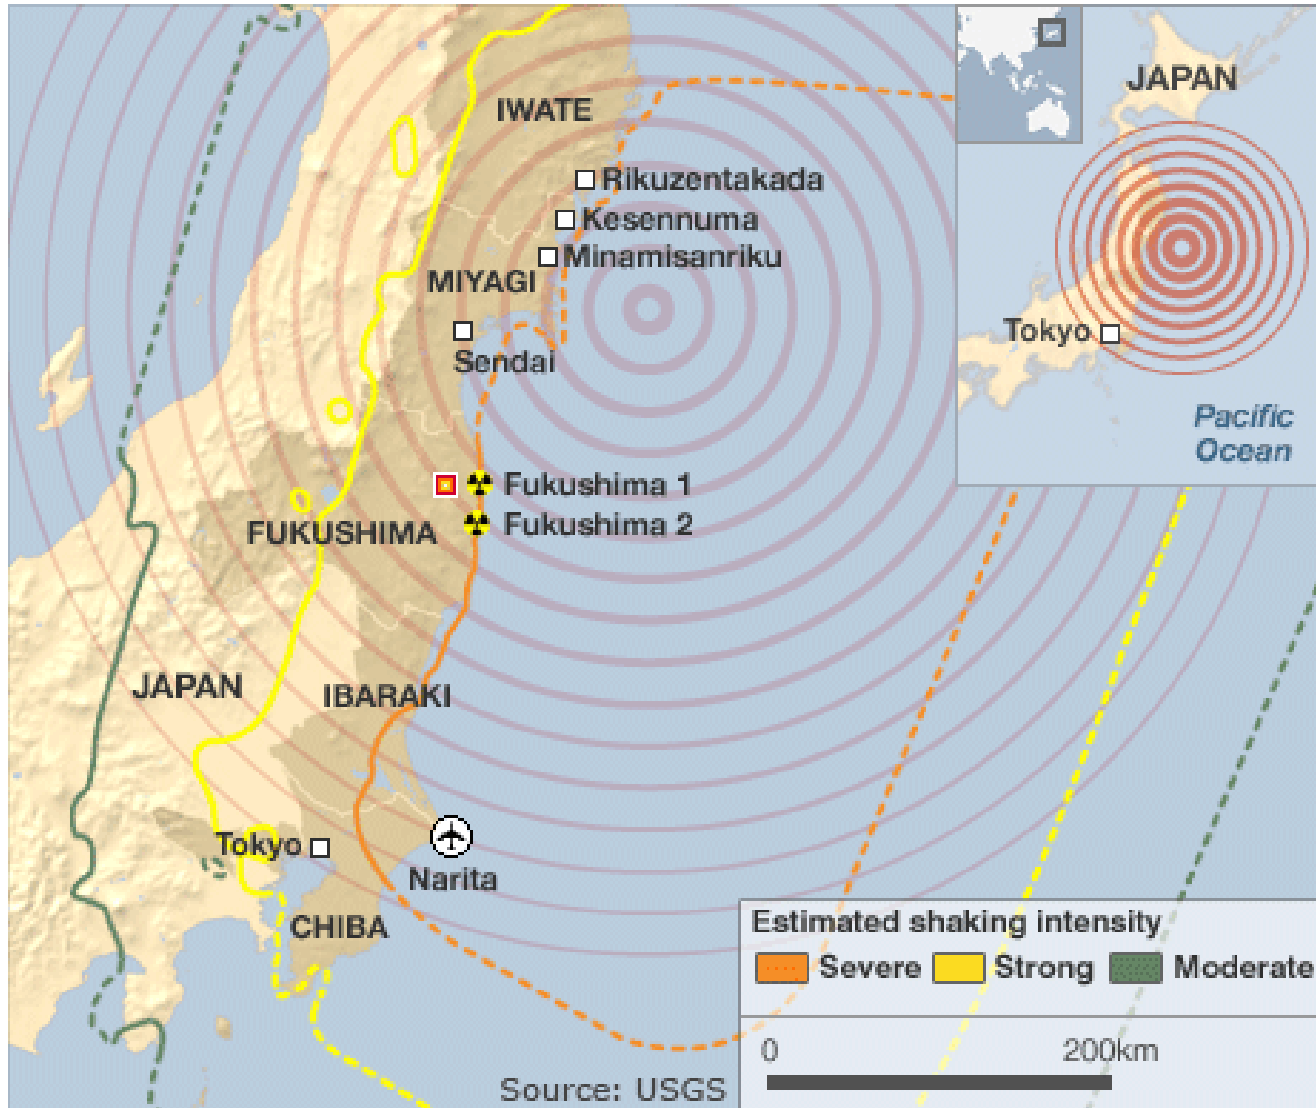 IWATE
JAPAN
Rikuzentakada
Kesennuma
Minamisanriku
MIYAGI
Sendai
Tokyo
Pacific
Ocean
Fukushima 1
Fukushima 2
FUKUSHIMA
JAPAN
IBARAKI
Tokyo
Narita
CHIBA
Estimated shaking intensity
Severe Strong Moderate
0 200km
Source: USGS